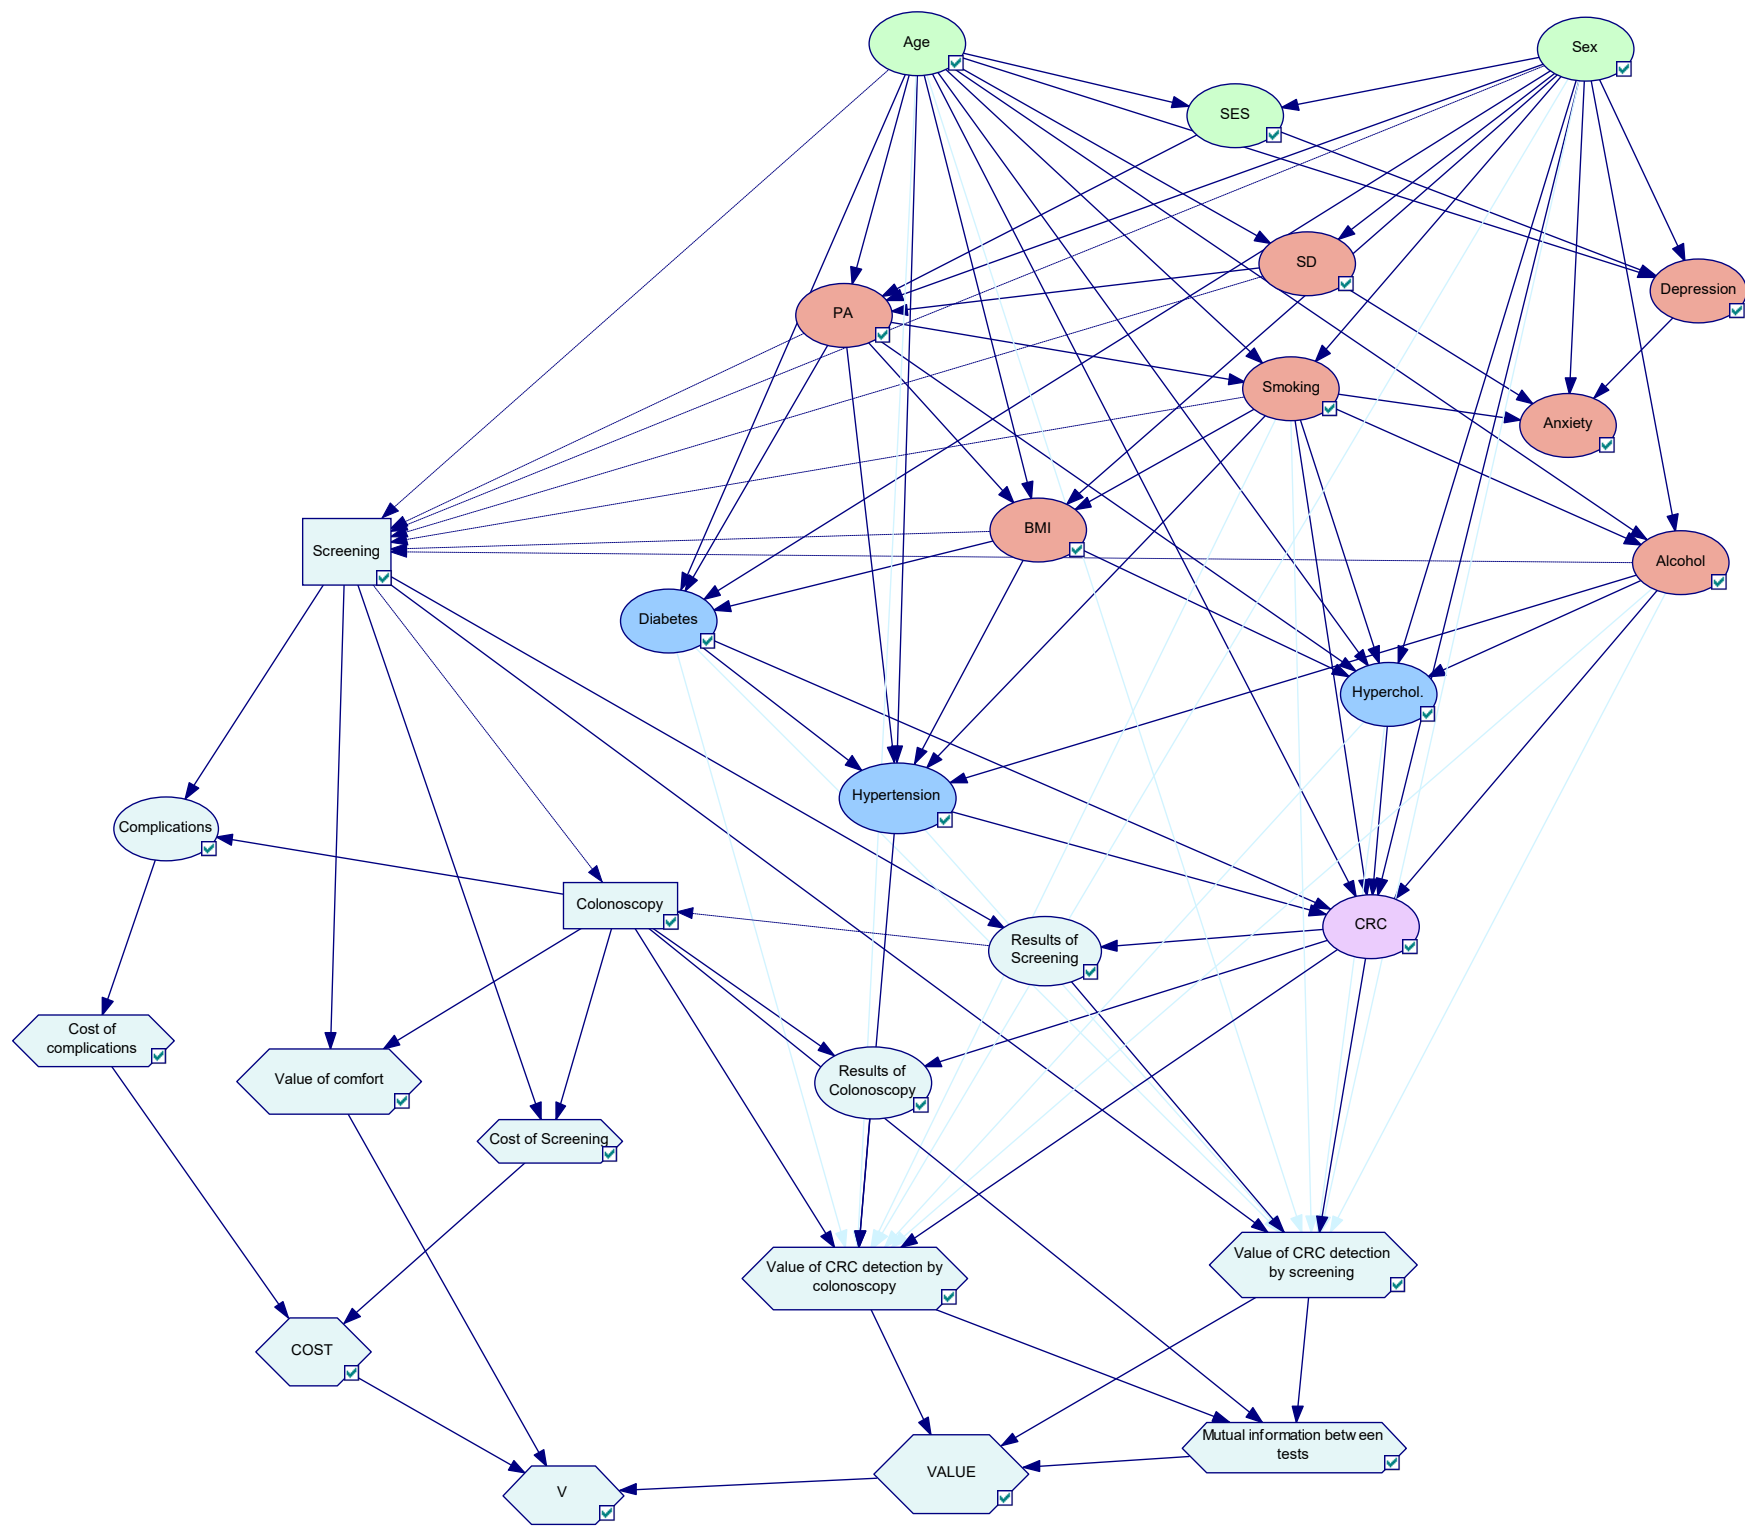 Age
Sex
SES
SD
Depression
PA
Smoking
Anxiety
BMI
Screening
Alcohol
Diabetes
Hyperchol.
Hypertension
Complications
Colonoscopy
CRC
Results of
Screening
Cost of
complications
Value of comfort
Results of
Colonoscopy
Cost of Screening
Value of CRC detection by
colonoscopy
Value of CRC detection
by screening
COST
Mutual information between
tests
VALUE
V